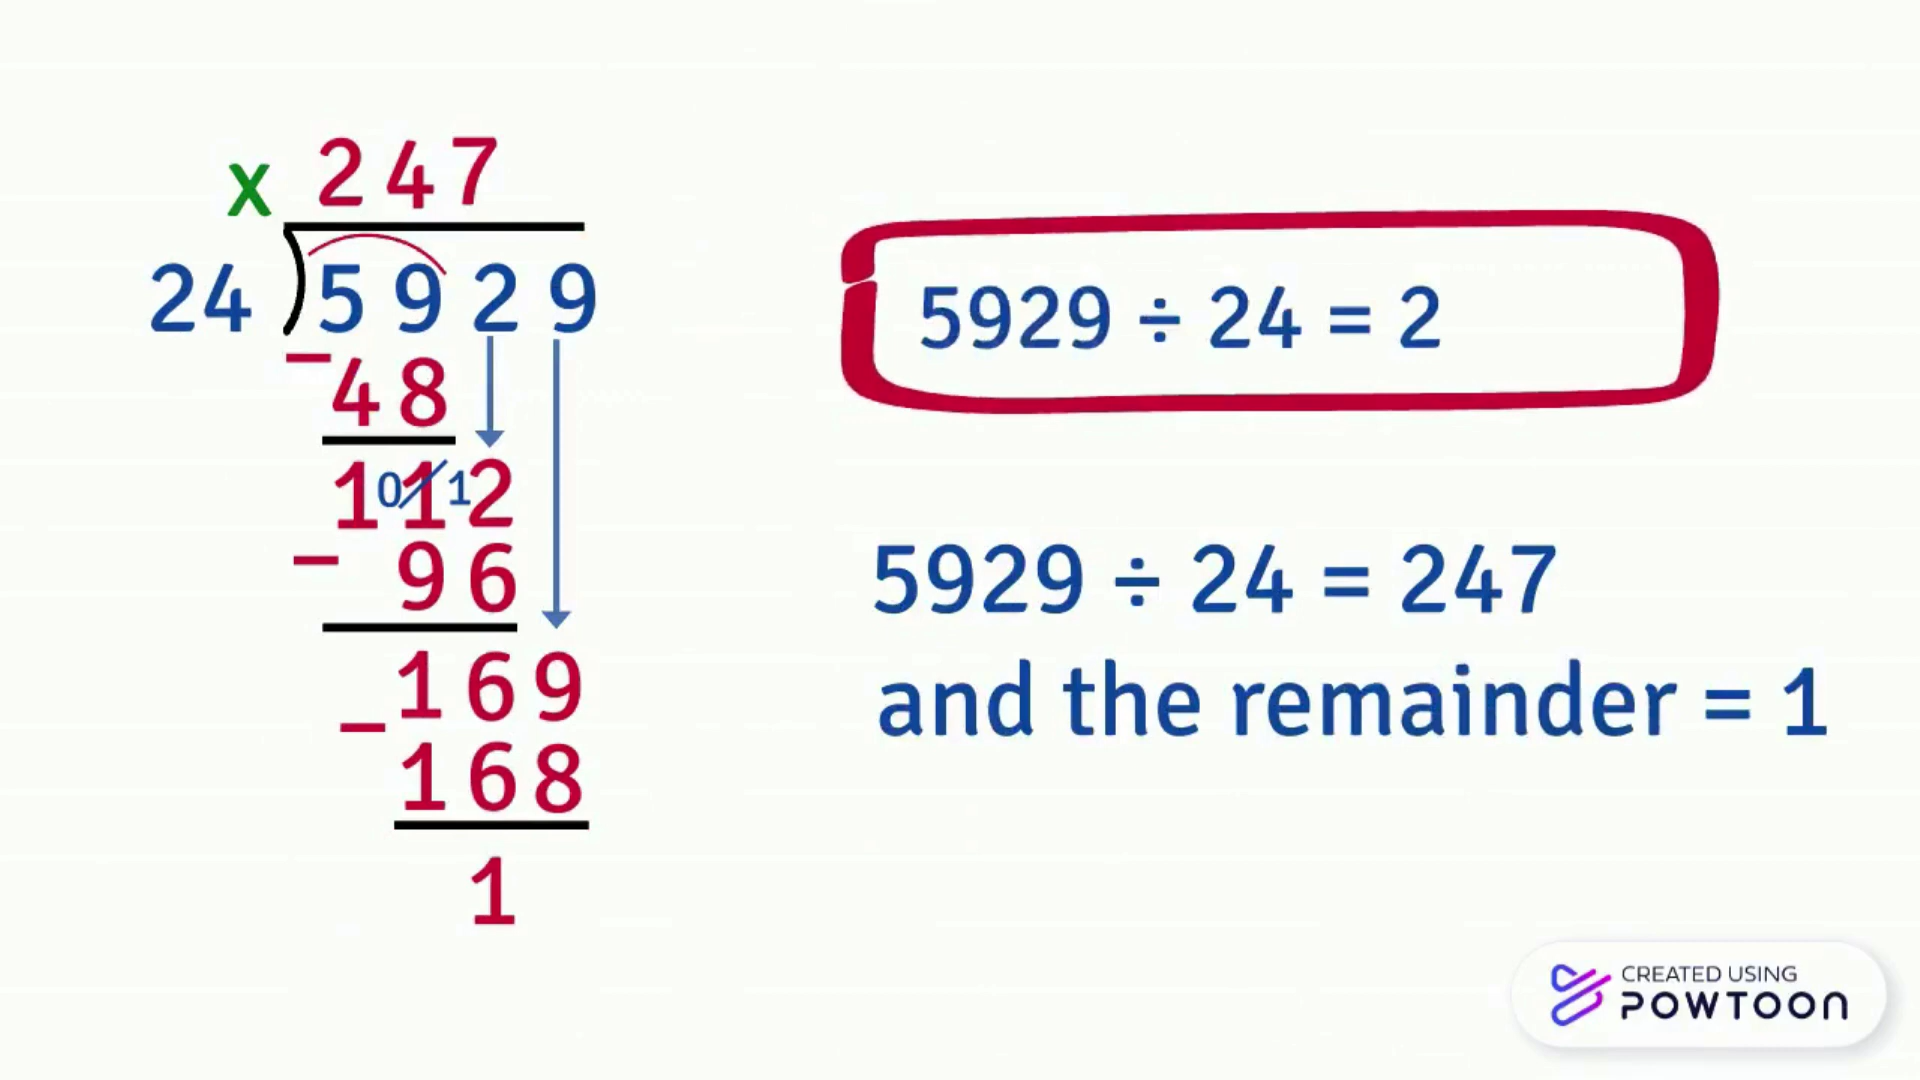 x 247
24 5929
- 48
1 0 1 1 2
- 96
169
- 168
1
5929 ÷ 24 = 2
5929 ÷ 24 = 247
and the remainder = 1
CREATED USING
POWTOON